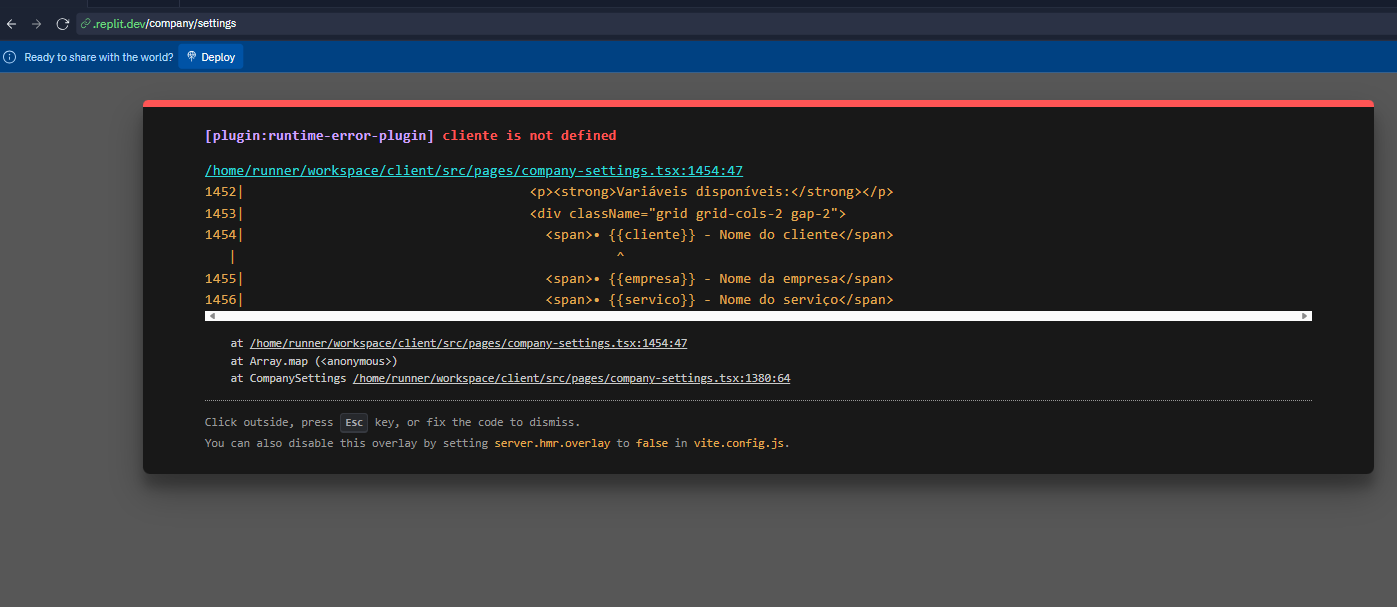 .replit.dev/company/settings
Ready to share with the world? Deploy
[plugin:runtime-error-plugin] cliente is not defined
/home/runner/workspace/client/src/pages/company-settings.tsx:1454:47
1452| <p><strong>Variáveis disponíveis:</strong></p>
1453| <div className="grid grid-cols-2 gap-2">
1454| <span>• {{cliente}} - Nome do cliente</span>
| ^
1455| <span>• {{empresa}} - Nome da empresa</span>
1456| <span>• {{servico}} - Nome do serviço</span>
at /home/runner/workspace/client/src/pages/company-settings.tsx:1454:47
at Array.map (<anonymous>)
at CompanySettings /home/runner/workspace/client/src/pages/company-settings.tsx:1380:64
Click outside, press Esc key, or fix the code to dismiss.
You can also disable this overlay by setting server.hmr.overlay to false in vite.config.js.